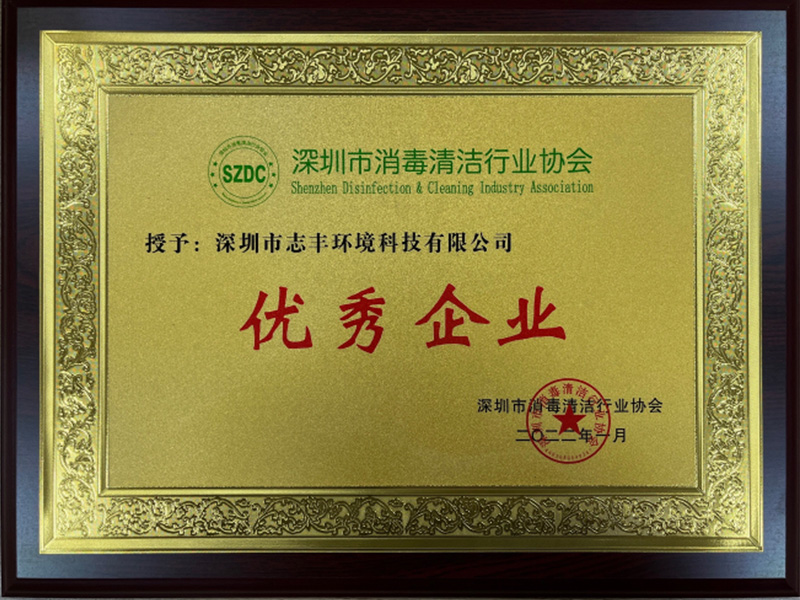 SZDC
深圳市消毒清洁行业协会
Shenzhen Disinfection & Cleaning Industry Association
授予：深圳市志丰环境科技有限公司
优秀企业
深圳市消毒清洁行业协会
二〇二二年一月